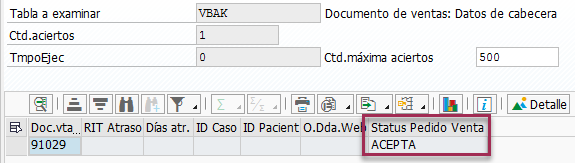 Tabla a examinar VBAK Documento de ventas: Datos de cabecera
Ctd.aciertos 1
TmpoEjec 0 Ctd.máxima aciertos 500
Detalle
Doc.vta. RIT Atraso Días atr. ID Caso ID Pacient O.Dda.Web Status Pedido Venta
91029 ACEPTA